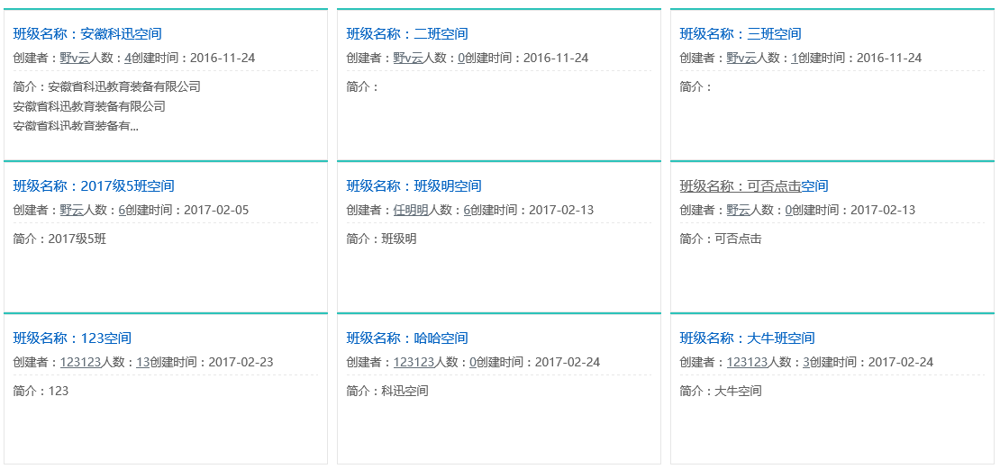 班级名称：安徽科迅空间
创建者：野v云人数：4创建时间：2016-11-24
简介：安徽省科迅教育装备有限公司
安徽省科迅教育装备有限公司
安徽省科迅教育装备有...
班级名称：二班空间
创建者：野v云人数：0创建时间：2016-11-24
简介：
班级名称：三班空间
创建者：野v云人数：1创建时间：2016-11-24
简介：
班级名称：2017级5班空间
创建者：野云人数：6创建时间：2017-02-05
简介：2017级5班
班级名称：班级明空间
创建者：任明明人数：6创建时间：2017-02-13
简介：班级明
班级名称：可否点击空间
创建者：野云人数：0创建时间：2017-02-13
简介：可否点击
班级名称：123空间
创建者：123123人数：13创建时间：2017-02-23
简介：123
班级名称：哈哈空间
创建者：123123人数：0创建时间：2017-02-24
简介：科迅空间
班级名称：大牛班空间
创建者：123123人数：3创建时间：2017-02-24
简介：大牛空间